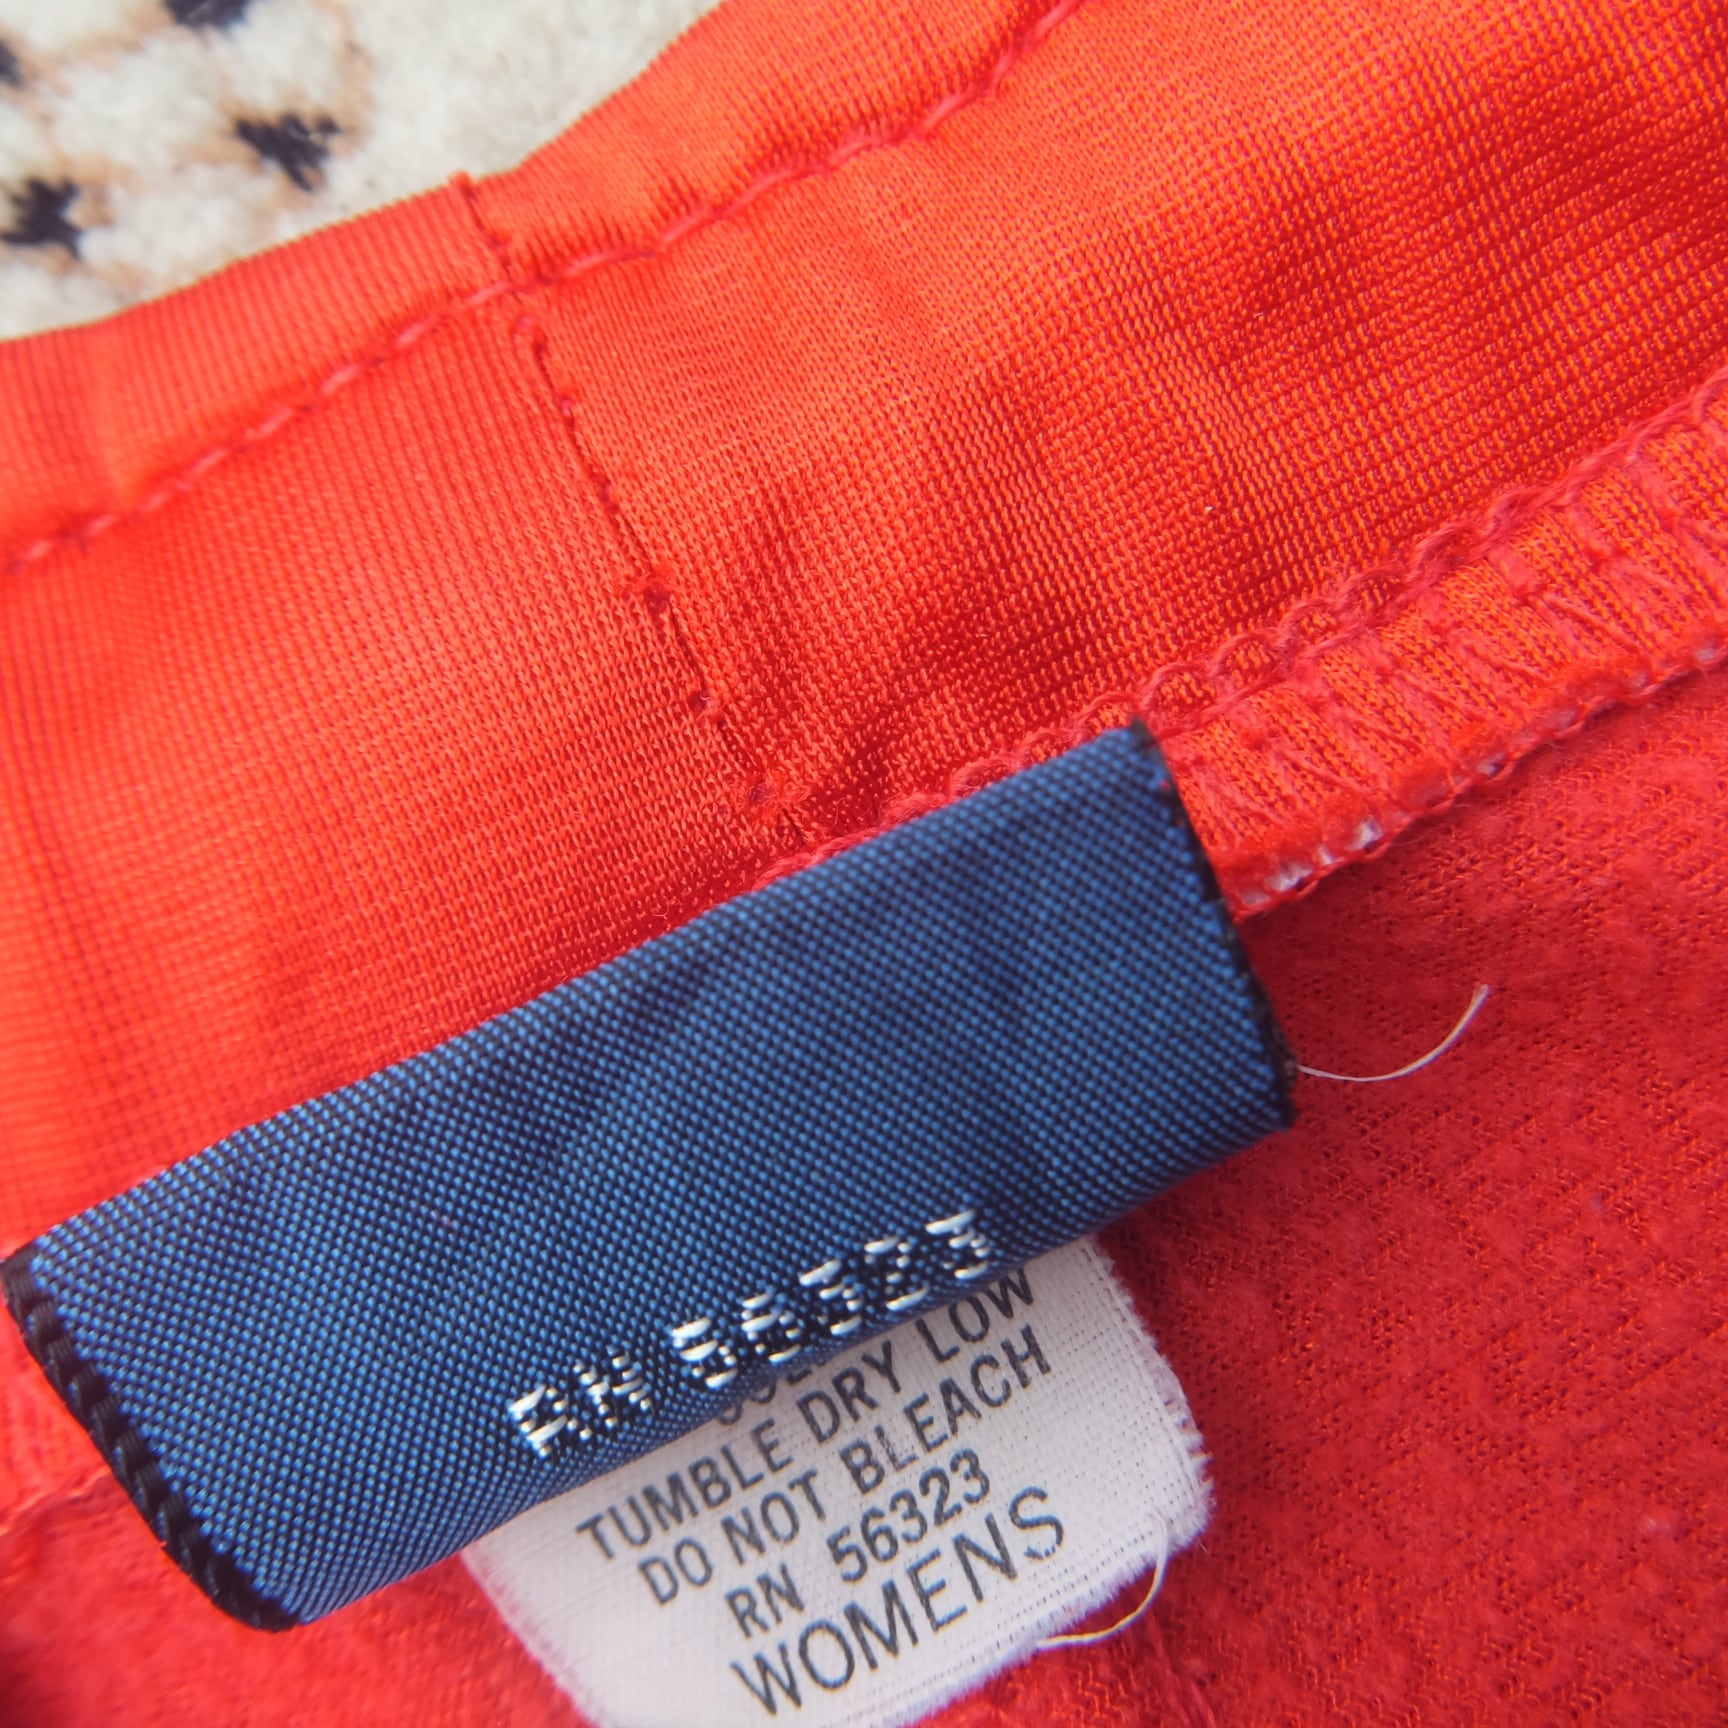 RN 56323
TUMBLE DRY LOW
DO NOT BLEACH
RN 56323
WOMENS